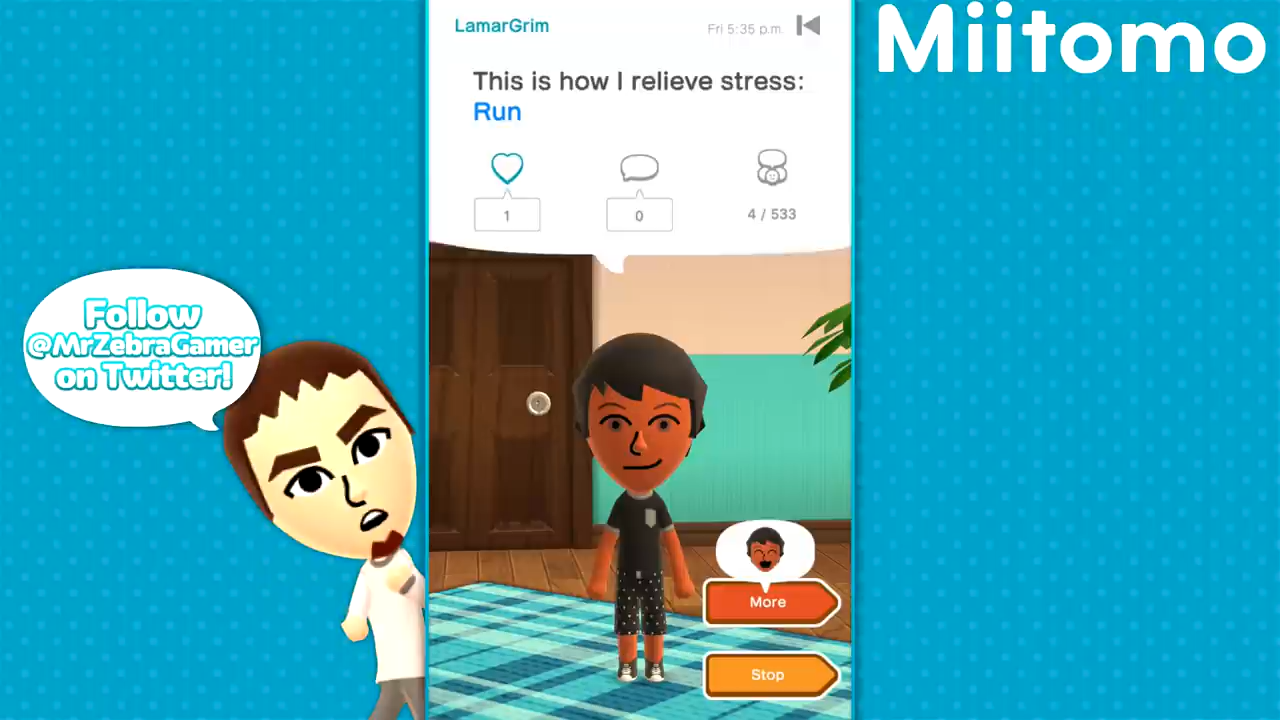 LamarGrim
Fri 5:35 p.m.
Miitomo
This is how I relieve stress:
Run
1
0
4 / 533
Follow
@MrZebraGamer
on Twitter!
More
Stop